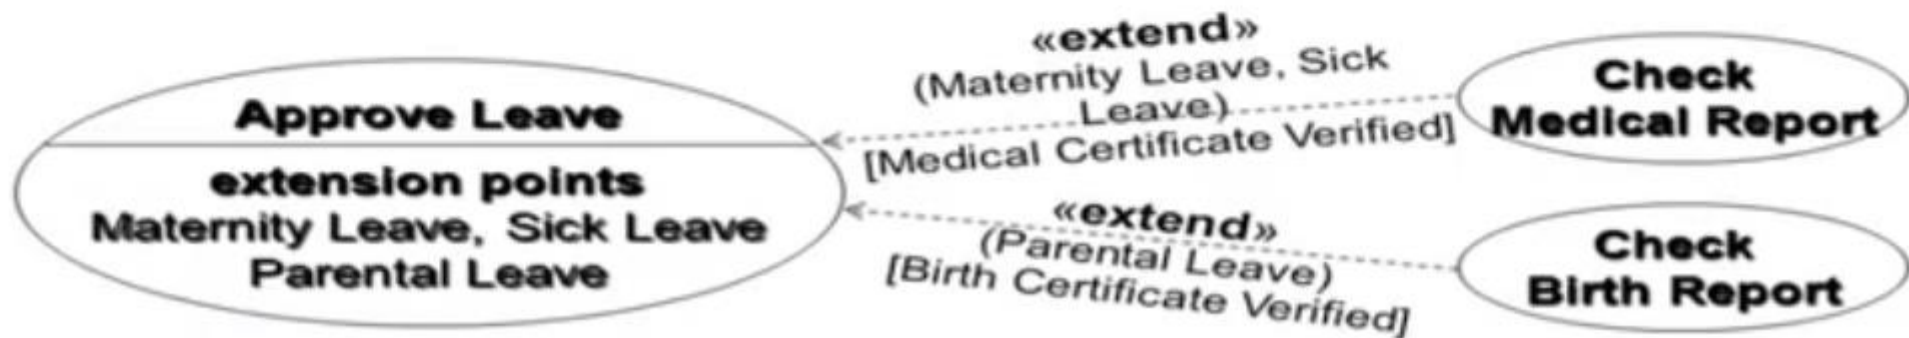 Approve Leave
extension points
Maternity Leave, Sick Leave
Parental Leave
«extend»
(Maternity Leave, Sick
Leave)
[Medical Certificate Verified]
Check
Medical Report
«extend»
(Parental Leave)
[Birth Certificate Verified]
Check
Birth Report